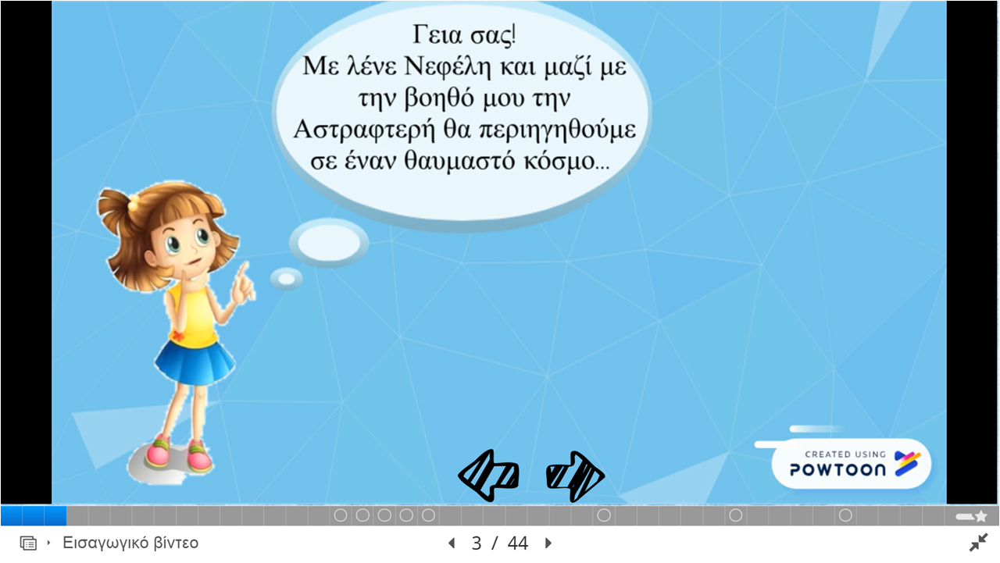 Γεια σας!
Με λένε Νεφέλη και μαζί με
την βοηθό μου την
Αστραφτερή θα περιηγηθούμε
σε έναν θαυμαστό κόσμο...
CREATED USING
POWTOON
Εισαγωγικό βίντεο
3 / 44